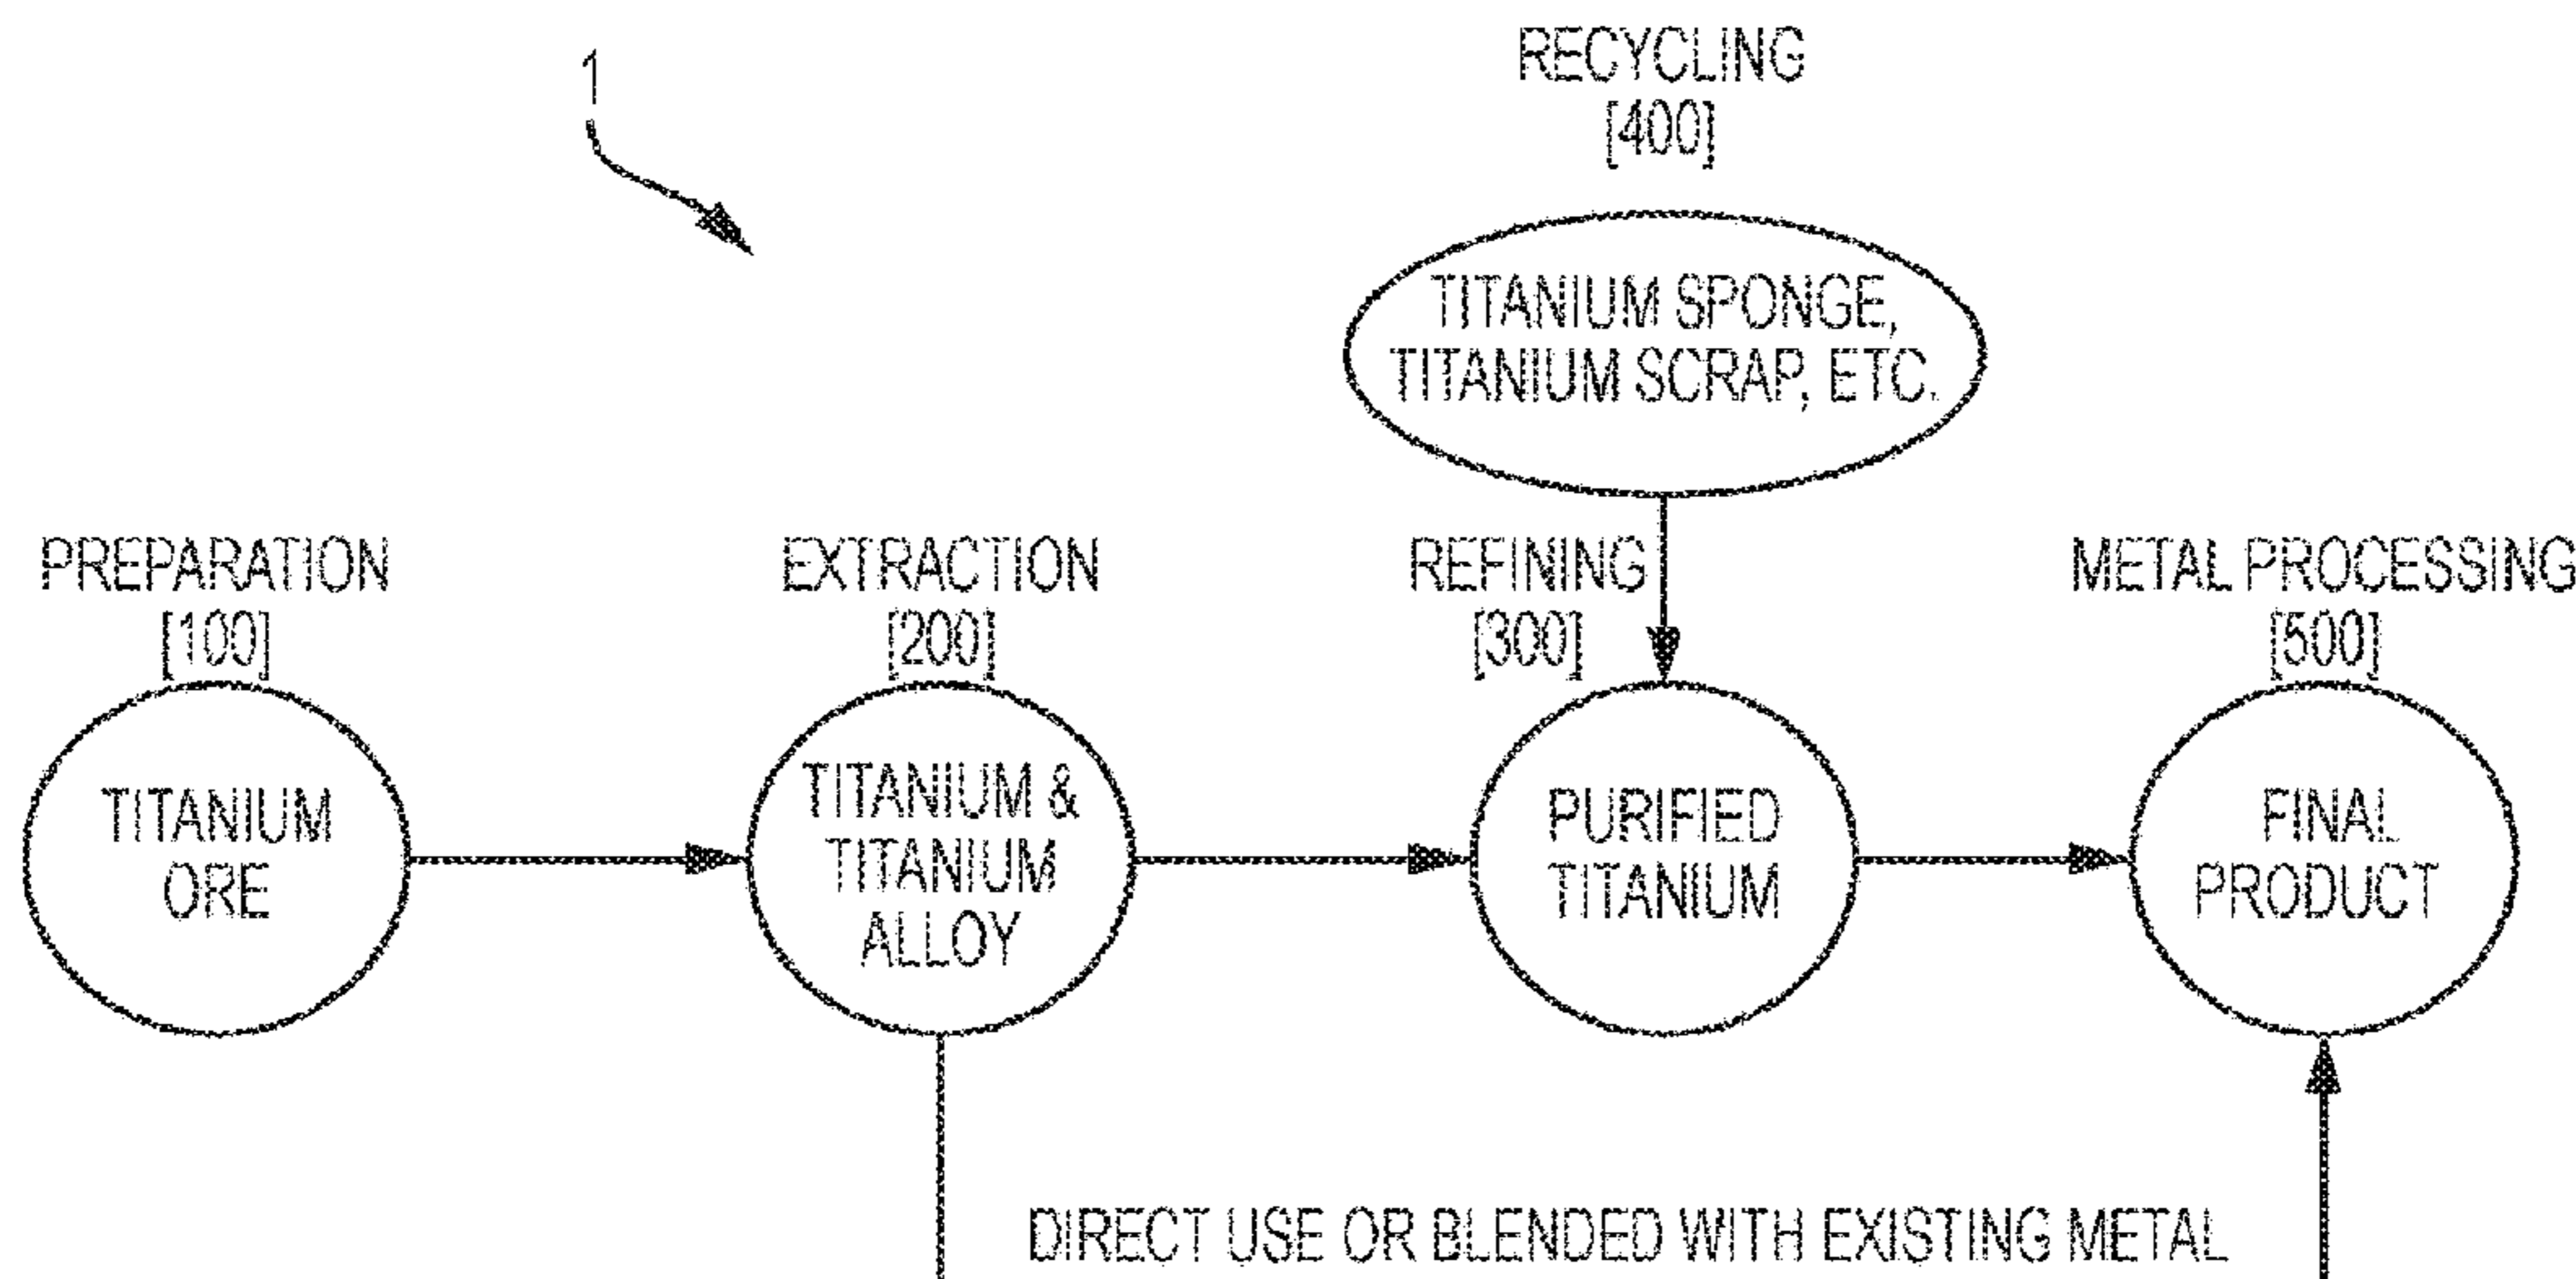 1
RECYCLING
[400]
TITANIUM SPONGE,
TITANIUM SCRAP, ETC.
PREPARATION
[100]
TITANIUM
ORE
EXTRACTION
[200]
TITANIUM &
TITANIUM
ALLOY
REFINING
[300]
PURIFIED
TITANIUM
METAL PROCESSING
[500]
FINAL
PRODUCT
DIRECT USE OR BLENDED WITH EXISTING METAL